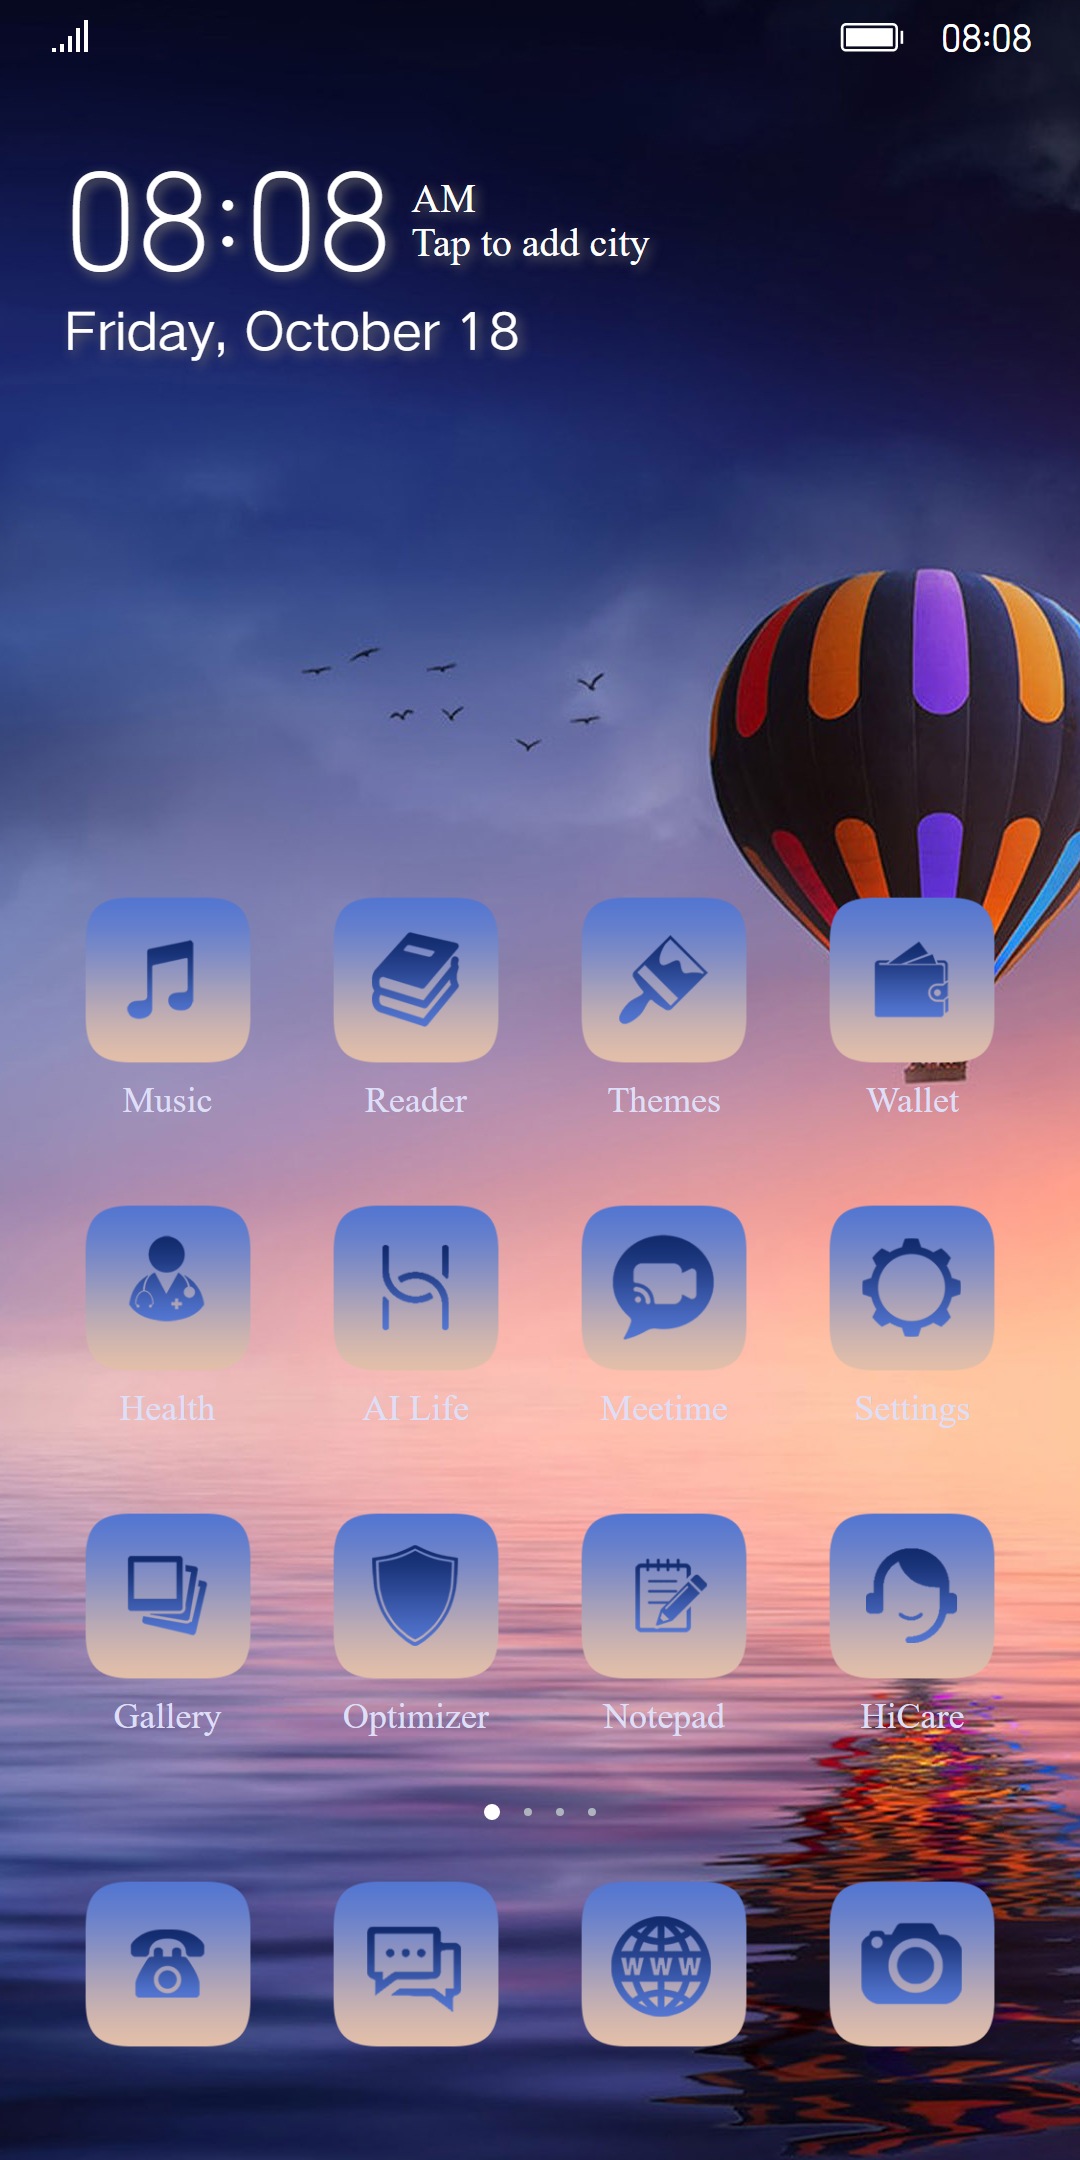 08:08
08:08
AM
Tap to add city
Friday, October 18
Music
Reader
Themes
Wallet
Health
AI Life
Meetime
Settings
Gallery
Optimizer
Notepad
HiCare
WWW